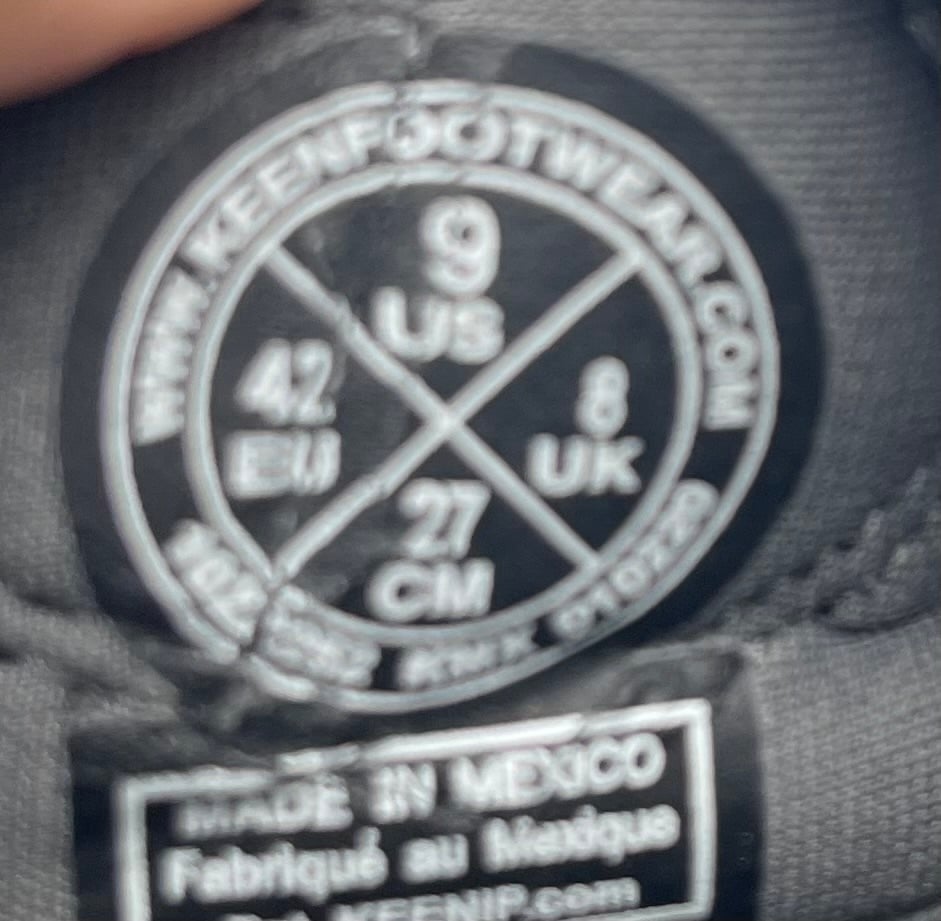 WWW.KEENFOOTWEAR.COM
9
US
42
EU
8
UK
27
CM
KMX
MADE IN MEXICO
Fabriqué au Mexique
KEENIP.com